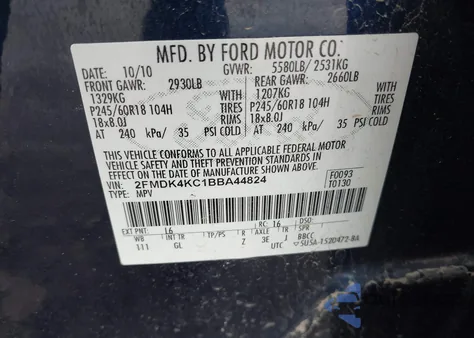 MFD. BY FORD MOTOR CO.
DATE: 10/10 GVWR: 5580LB/ 2531KG
FRONT GAWR: 2930LB REAR GAWR: 2660LB
1329KG WITH 1207KG WITH
P245/60R18 104H TIRES P245/60R18 104H TIRES
18x8.0J RIMS 18x8.0J RIMS
AT 240 kPa/ 35 PSI COLD AT 240 kPa/ 35 PSI COLD
THIS VEHICLE CONFORMS TO ALL APPLICABLE FEDERAL MOTOR
VEHICLE SAFETY AND THEFT PREVENTION STANDARDS IN
EFFECT ON THE DATE OF MANUFACTURE SHOWN ABOVE.
VIN: 2FMDK4KC1BBA44824 F0093
TYPE: MPV T0130
EXT PNT: RC: 16 DSO:
WB INT TR TP/PS R AXLE TR SPR
111 GL Z 3E J BBCC
UTC